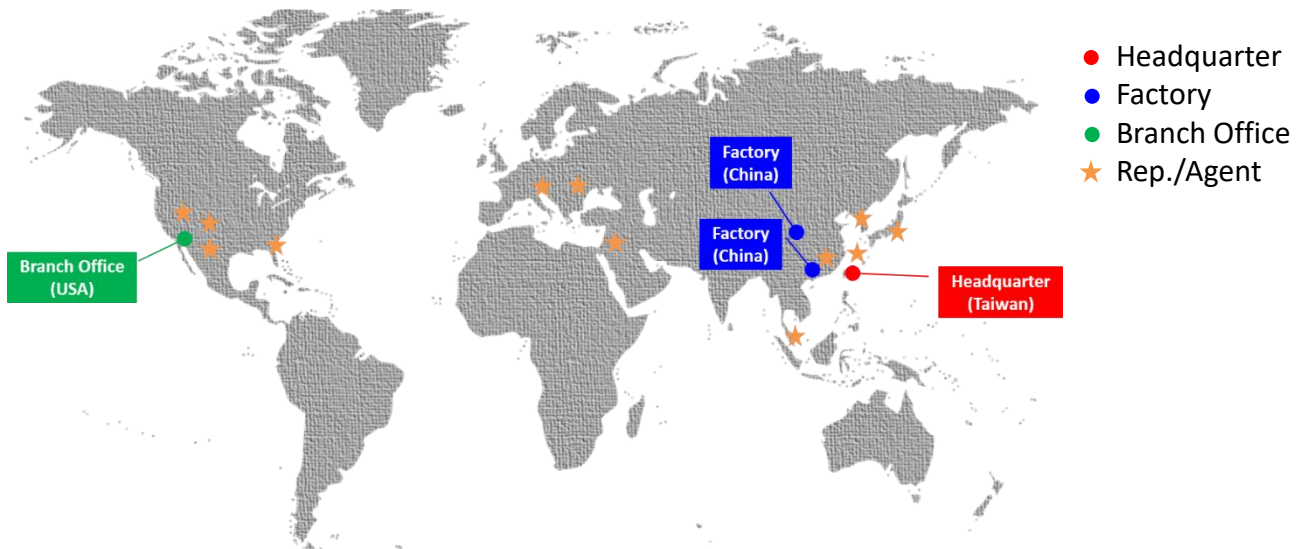 Headquarter
Factory
Branch Office
Rep./Agent
Factory
(China)
Factory
(China)
Branch Office
(USA)
Headquarter
(Taiwan)